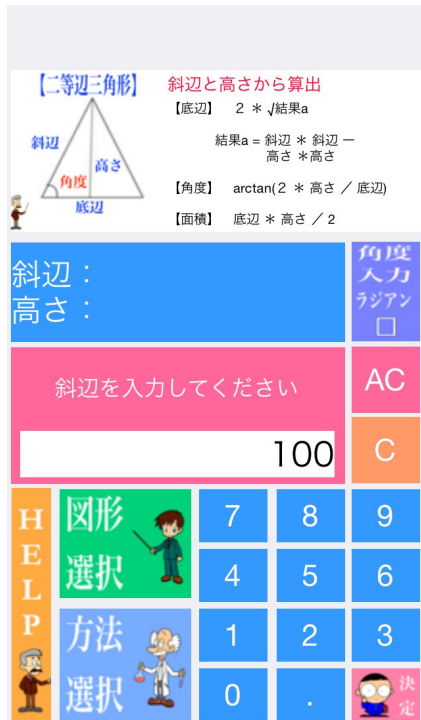 【二等辺三角形】
斜辺
高さ
角度
底辺
斜辺と高さから算出
【底辺】 2 * √結果a
結果a = 斜辺 * 斜辺 ー
高さ *高さ
【角度】 arctan(2 * 高さ / 底辺)
【面積】 底辺 * 高さ / 2
斜辺：
高さ：
角度
入力
ラジアン
□
斜辺を入力してください
100
AC
C
HELP
図形
選択
方法
選択
7 8 9
4 5 6
1 2 3
0 .
決定